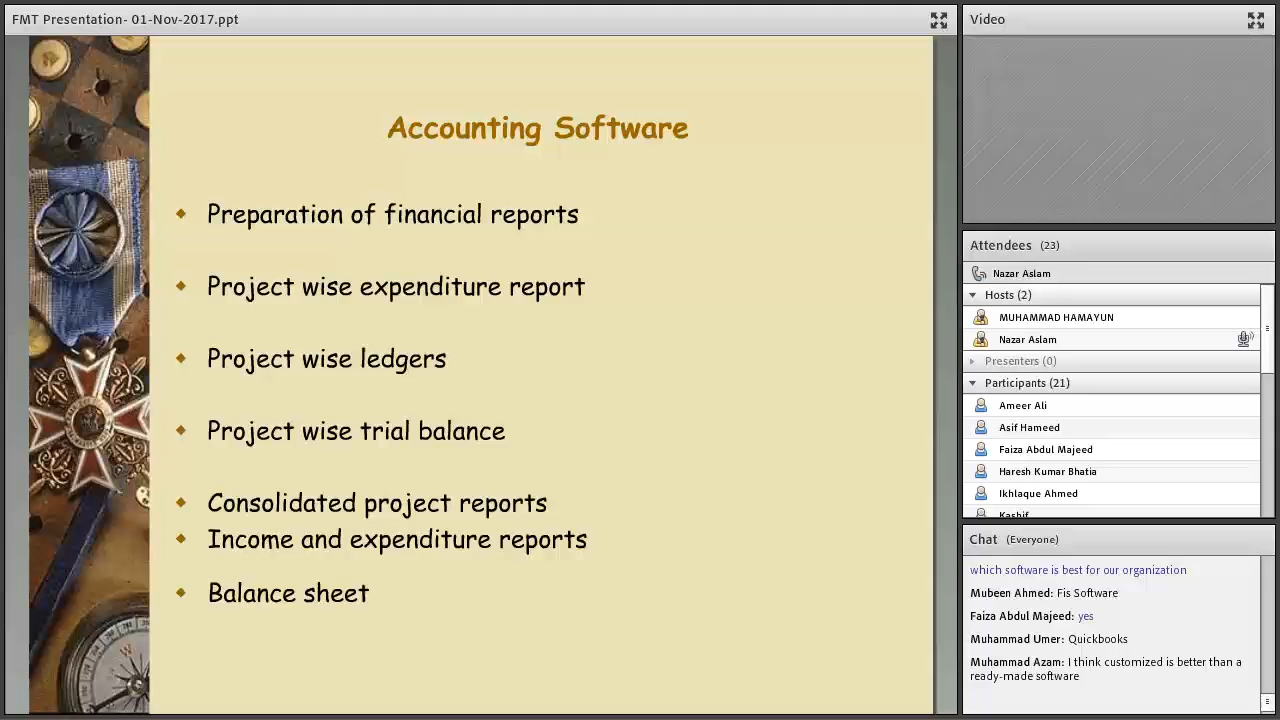 FMT Presentation- 01-Nov-2017.ppt
Accounting Software
Preparation of financial reports
Project wise expenditure report
Project wise ledgers
Project wise trial balance
Consolidated project reports
Income and expenditure reports
Balance sheet
Video
Attendees (23)
Nazar Aslam
Hosts (2)
MUHAMMAD HAMAYUN
Nazar Aslam
Presenters (0)
Participants (21)
Ameer Ali
Asif Hameed
Faiza Abdul Majeed
Haresh Kumar Bhatia
Ikhlaque Ahmed
Kashif
Chat (Everyone)
which software is best for our organization
Mubeen Ahmed: Fis Software
Faiza Abdul Majeed: yes
Muhammad Umer: Quickbooks
Muhammad Azam: I think customized is better than a
ready-made software